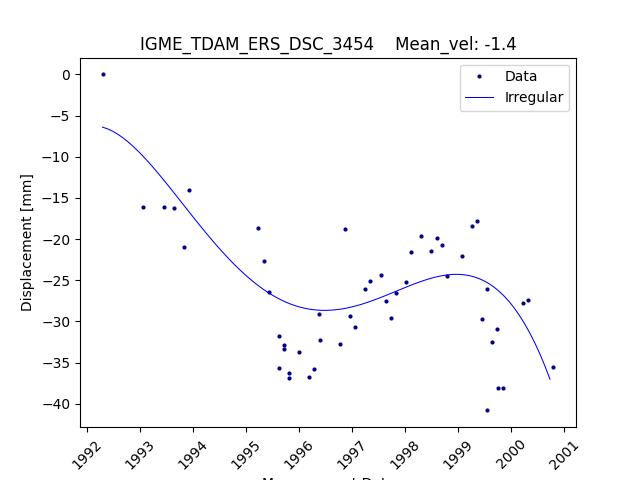 IGME_TDAM_ERS_DSC_3454    Mean_vel: -1.4
Data
Irregular
Displacement [mm]
0
−5
−10
−15
−20
−25
−30
−35
−40
1992 1993 1994 1995 1996 1997 1998 1999 2000 2001